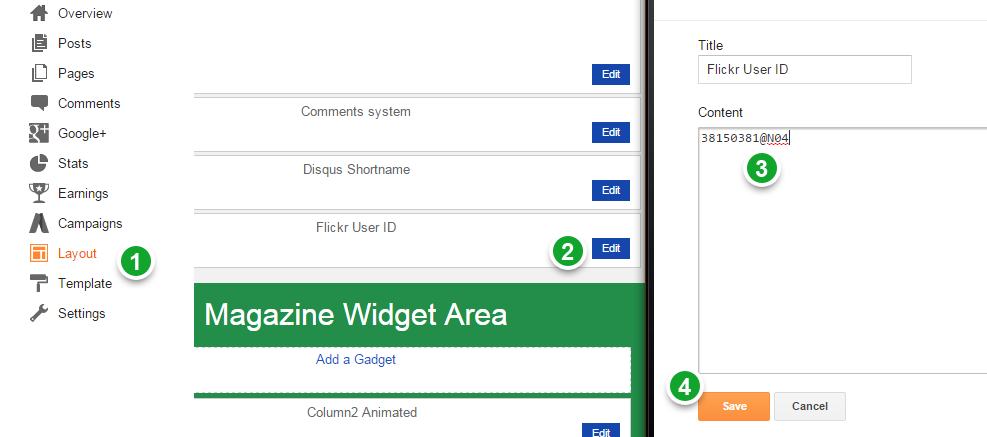 Overview
Posts
Pages
Comments
Google+
Stats
Earnings
Campaigns
Layout
1
Template
Settings
Edit
Comments system
Edit
Disqus Shortname
Edit
Flickr User ID
2
Edit
Magazine Widget Area
Add a Gadget
Column2 Animated
Edit
Title
Flickr User ID
Content
38150381@N04
3
4
Save
Cancel